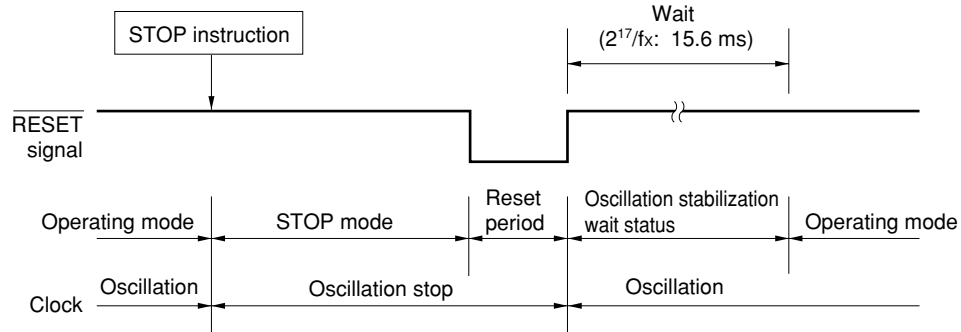 Wait
(2¹⁷/fx: 15.6 ms)
STOP instruction
RESET
signal
Reset
period
Oscillation stabilization
wait status
Operating mode
STOP mode
Operating mode
Clock
Oscillation
Oscillation stop
Oscillation